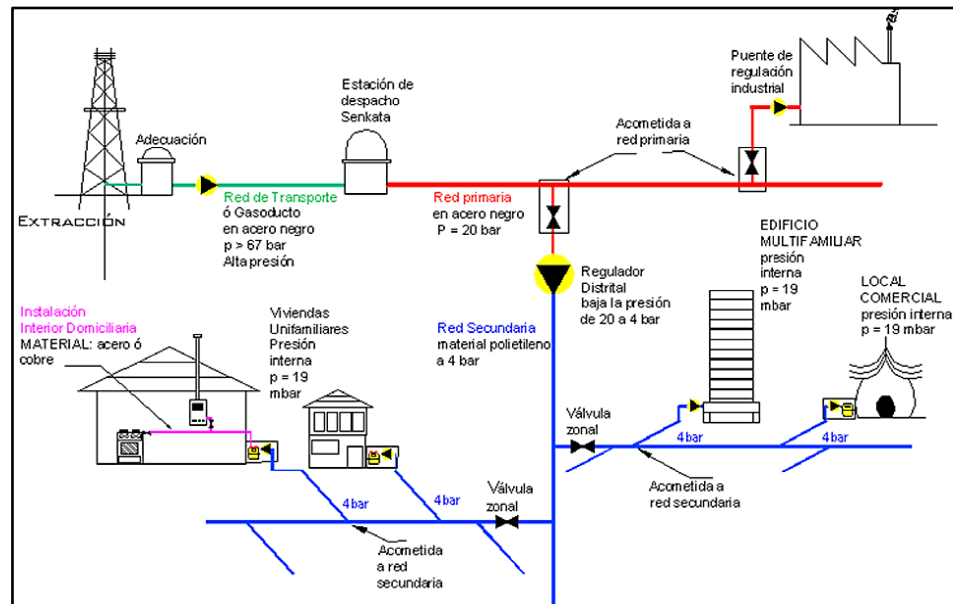 Puente de
regulación
industrial
Estación de
despacho
Senkata
Adecuación
Acometida a
red primaria
Red de Transporte
ó Gasoducto
en acero negro
p > 67 bar
Alta presión
EXTRACCIÓN
Red primaria
en acero negro
P = 20 bar
EDIFICIO
MULTIFAMILIAR
presión
interna
p = 19
mbar
Regulador
Distrital
baja la presión
de 20 a 4 bar
LOCAL
COMERCIAL
presión interna
p = 19 mbar
Instalación
Interior Domiciliaria
MATERIAL: acero ó
cobre
Viviendas
Unifamiliares
Presión
interna
p = 19
mbar
Red Secundaria
material polietileno
a 4 bar
Válvula
zonal
4 bar
4 bar
Acometida a
red secundaria
4 bar
4 bar
Válvula
zonal
Acometida
a red
secundaria